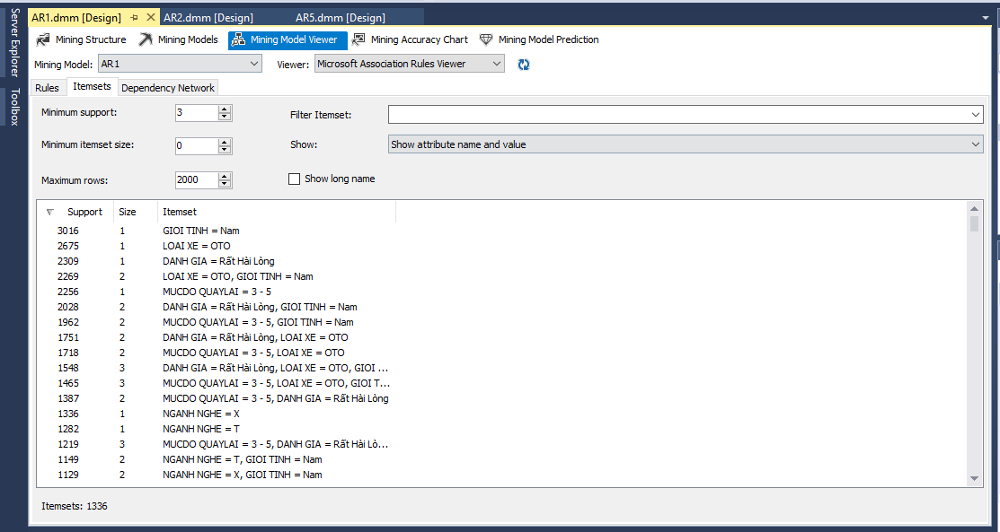 Server Explorer
Toolbox
AR1.dmm [Design] AR2.dmm [Design] AR5.dmm [Design]
Mining Structure Mining Models Mining Model Viewer Mining Accuracy Chart Mining Model Prediction
Mining Model: AR1 Viewer: Microsoft Association Rules Viewer
Rules Itemsets Dependency Network
Minimum support: 3 Filter Itemset:
Minimum itemset size: 0 Show: Show attribute name and value
Maximum rows: 2000 Show long name
Support Size Itemset
3016 1 GIOI TINH = Nam
2675 1 LOAI XE = OTO
2309 1 DANH GIA = Rất Hài Lòng
2269 2 LOAI XE = OTO, GIOI TINH = Nam
2256 1 MUCDO QUAYLAI = 3 - 5
2028 2 DANH GIA = Rất Hài Lòng, GIOI TINH = Nam
1962 2 MUCDO QUAYLAI = 3 - 5, GIOI TINH = Nam
1751 2 DANH GIA = Rất Hài Lòng, LOAI XE = OTO
1718 2 MUCDO QUAYLAI = 3 - 5, LOAI XE = OTO
1548 3 DANH GIA = Rất Hài Lòng, LOAI XE = OTO, GIOI ...
1465 3 MUCDO QUAYLAI = 3 - 5, LOAI XE = OTO, GIOI T...
1387 2 MUCDO QUAYLAI = 3 - 5, DANH GIA = Rất Hài Lòng
1336 1 NGANH NGHE = X
1282 1 NGANH NGHE = T
1219 3 MUCDO QUAYLAI = 3 - 5, DANH GIA = Rất Hài Lò...
1149 2 NGANH NGHE = T, GIOI TINH = Nam
1129 2 NGANH NGHE = X, GIOI TINH = Nam
Itemsets: 1336